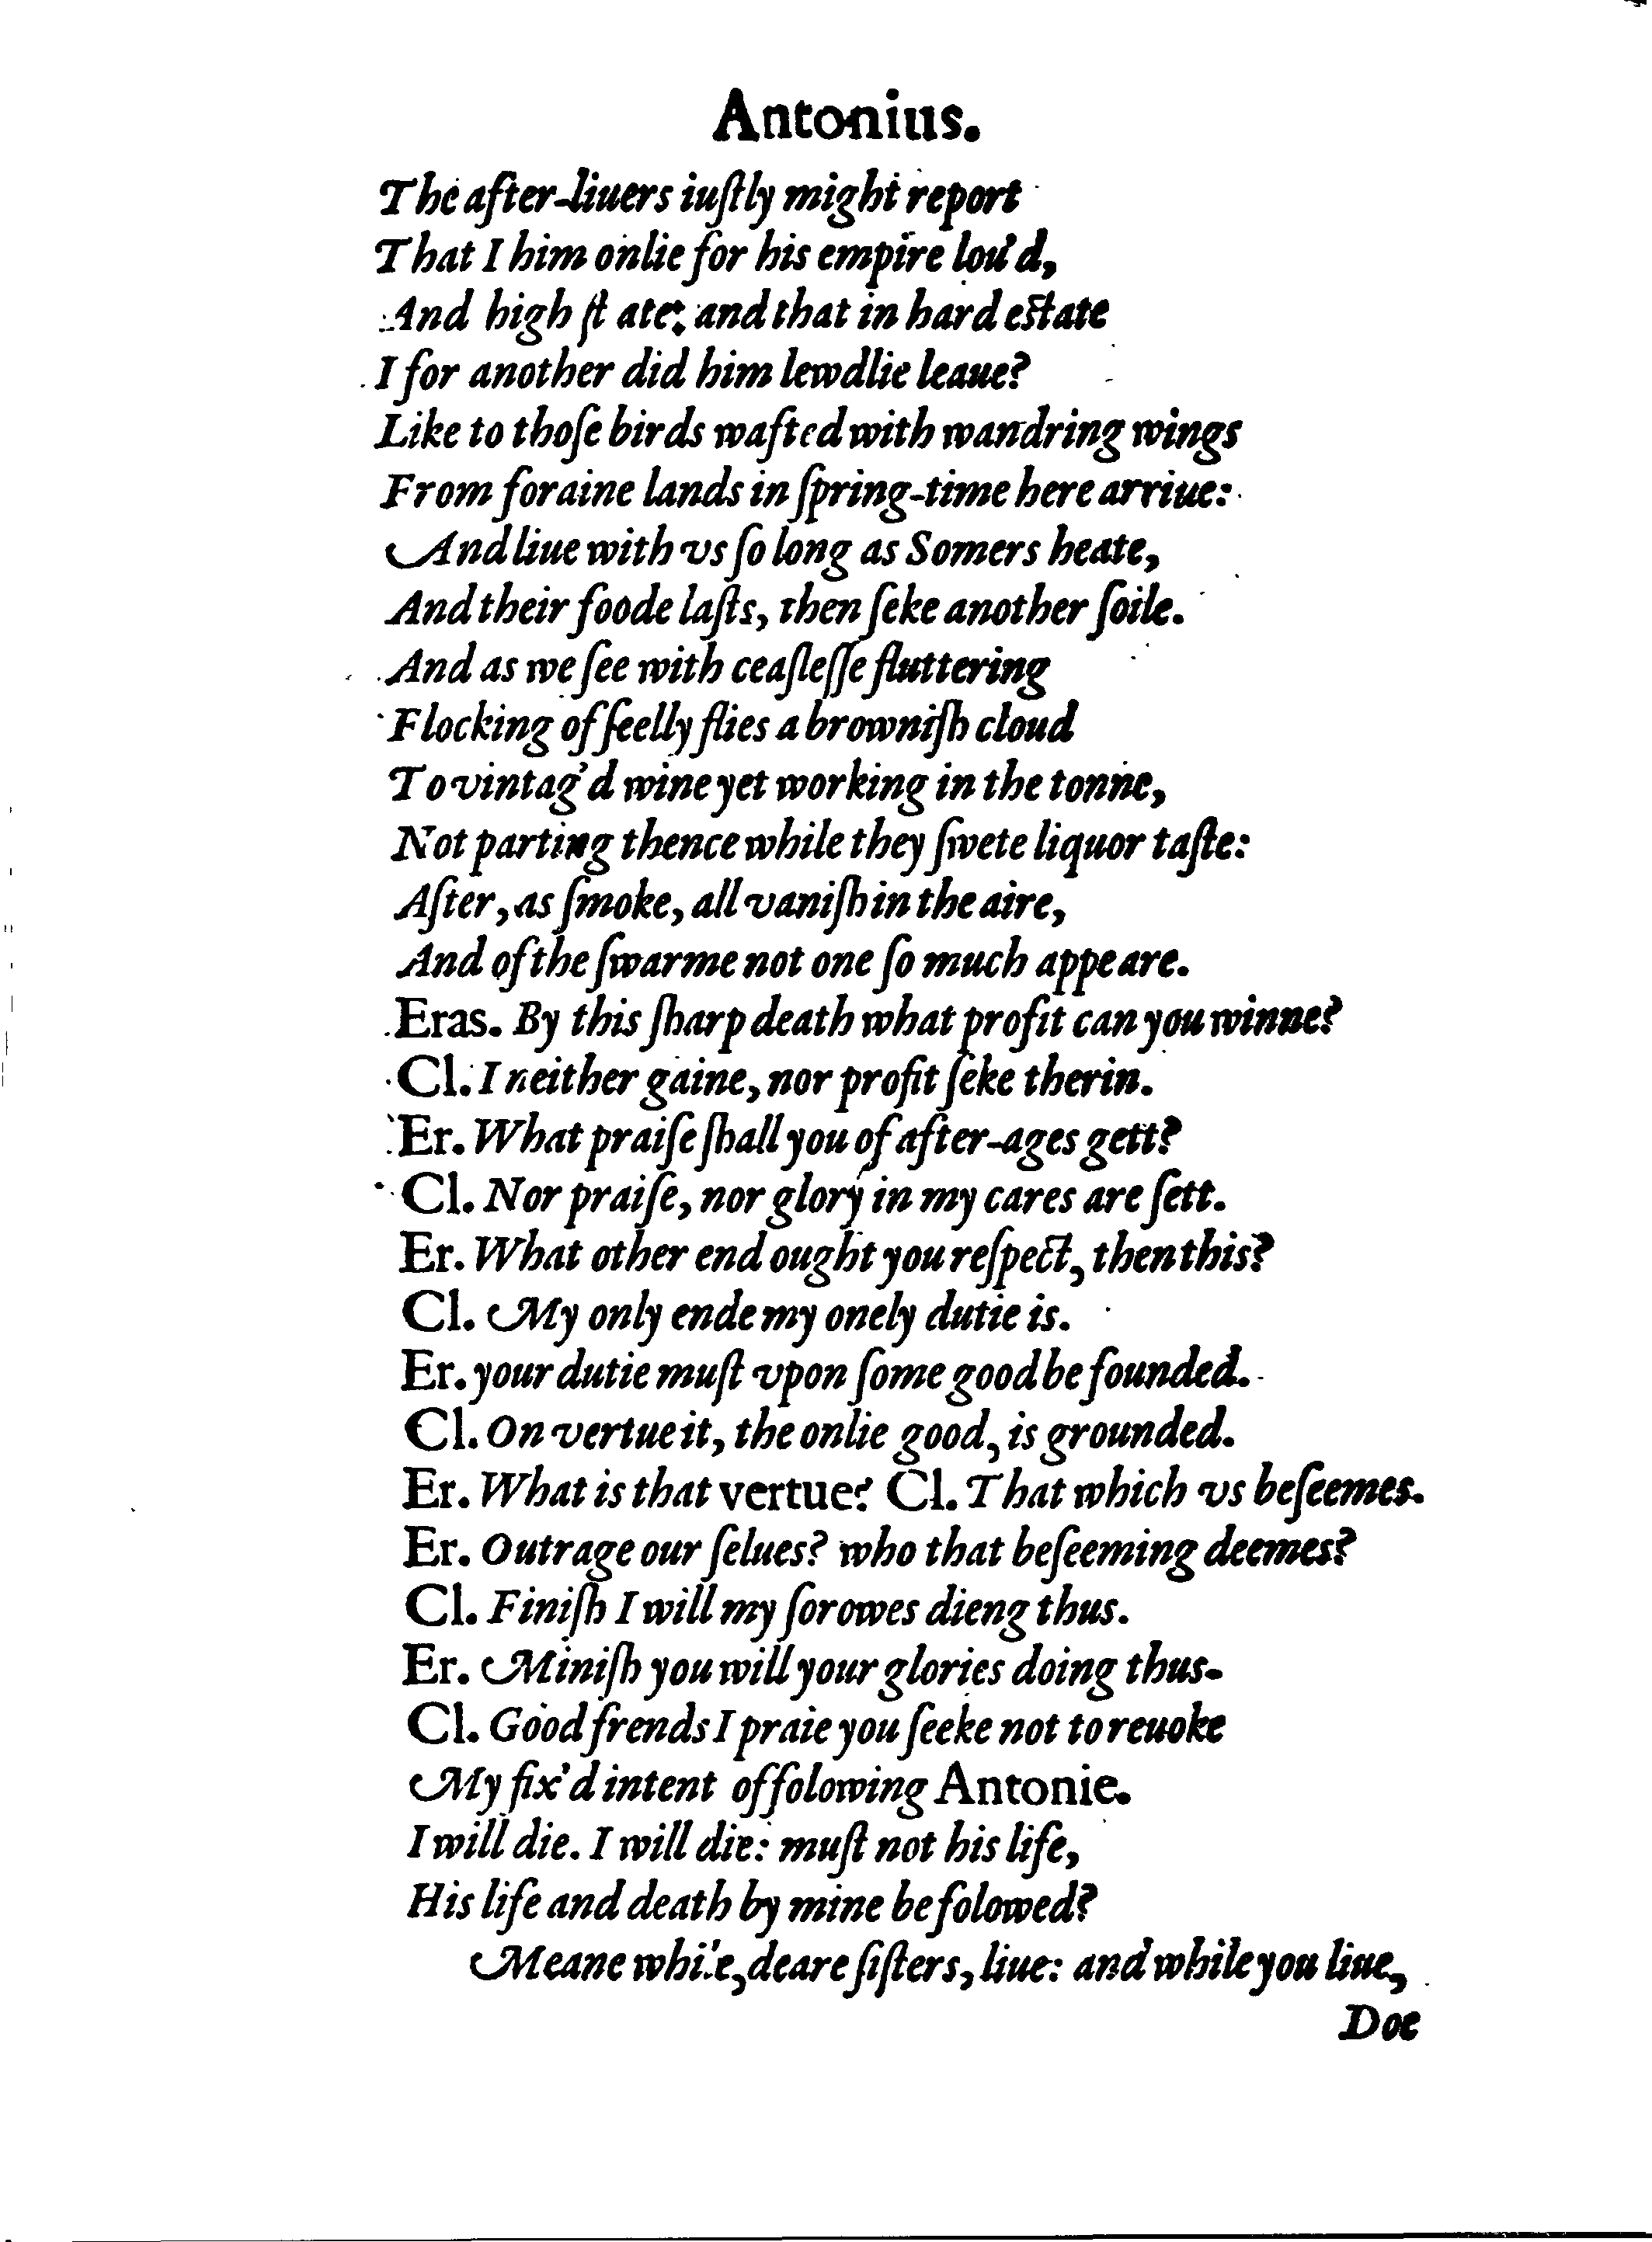 Antonius.
The after-liuers iuſtly might report
That I him onlie for his empire lou'd,
And high ſtate: and that in hard eſtate
I for another did him lewdlie leaue?
Like to thoſe birds waſted with wandring wings
From foraine lands in ſpring-time here arriue:
And liue with vs ſo long as Somers heate,
And their foode laſts, then ſeke another ſoile.
And as we ſee with ceaſleſſe fluttering
Flocking of ſeelly flies a browniſh cloud
To vintag'd wine yet working in the tonne,
Not parting thence while they ſwete liquor taſte:
Aſter, as ſmoke, all vaniſh in the aire,
And of the ſwarme not one ſo much appeare.
Eras. By this ſharp death what profit can you winne?
Cl. I neither gaine, nor profit ſeke therin.
Er. What praiſe ſhall you of after-ages gett?
Cl. Nor praiſe, nor glory in my cares are ſett.
Er. What other end ought you reſpect, then this?
Cl. My only ende my onely dutie is.
Er. your dutie muſt vpon ſome good be founded.
Cl. On vertue it, the onlie good, is grounded.
Er. What is that vertue? Cl. That which vs beſeemes.
Er. Outrage our ſelues? who that beſeeming deemes?
Cl. Finiſh I will my ſorowes dieng thus.
Er. Miniſh you will your glories doing thus.
Cl. Good frends I praie you ſeeke not to reuoke
My fix'd intent of folowing Antonie.
I will die. I will die: muſt not his life,
His life and death by mine be folowed?
Meane while, deare ſiſters, liue: and while you liue,
Doe